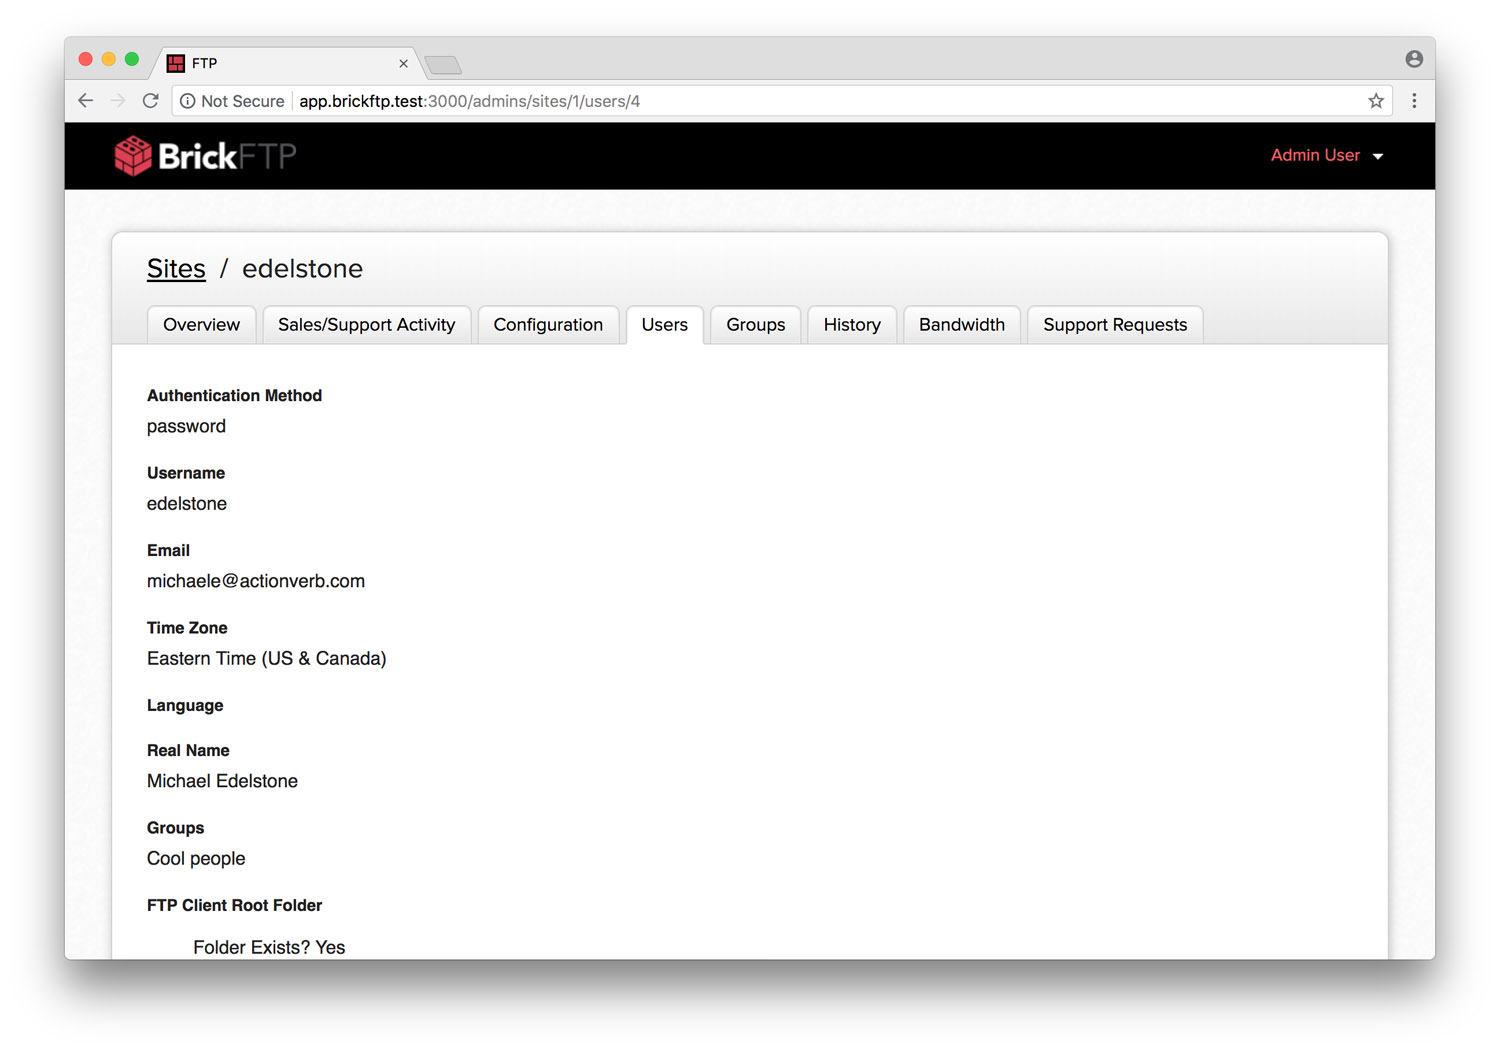 FTP
Not Secure app.brickftp.test:3000/admins/sites/1/users/4
BrickFTP
Admin User
Sites / edelstone
Overview Sales/Support Activity Configuration Users Groups History Bandwidth Support Requests
Authentication Method
password
Username
edelstone
Email
michaele@actionverb.com
Time Zone
Eastern Time (US & Canada)
Language
Real Name
Michael Edelstone
Groups
Cool people
FTP Client Root Folder
Folder Exists? Yes